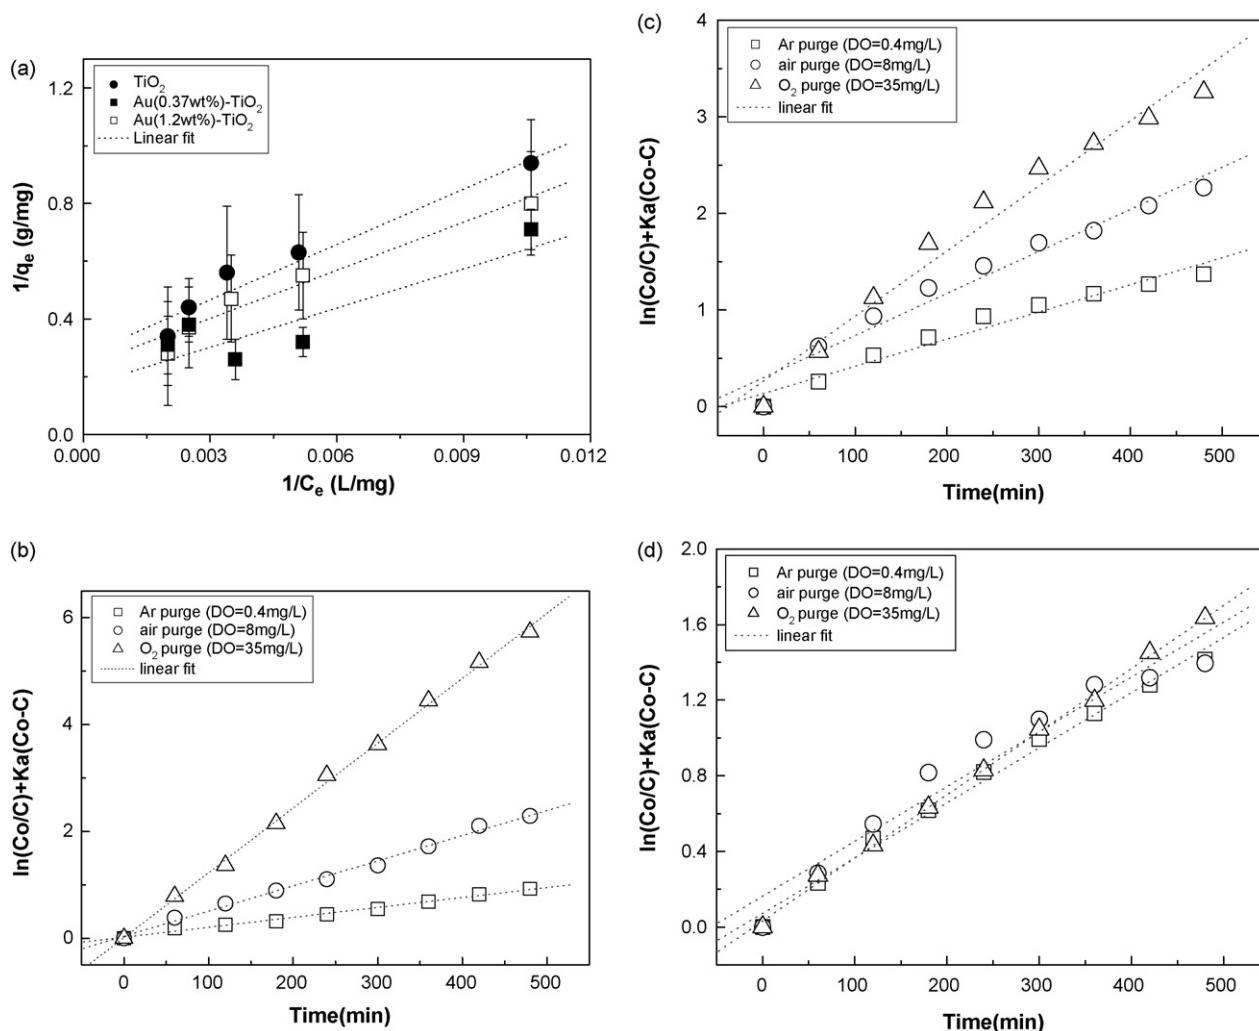 (a)
1/qe (g/mg)
1.2
0.8
0.4
0.0
TiO2
Au(0.37wt%)-TiO2
Au(1.2wt%)-TiO2
Linear fit
0.000 0.003 0.006 0.009 0.012
1/Ce (L/mg)
(b)
ln(Co/C)+Ka(Co-C)
6
4
2
0
Ar purge (DO=0.4mg/L)
air purge (DO=8mg/L)
O2 purge (DO=35mg/L)
linear fit
0 100 200 300 400 500
Time(min)
(c)
ln(Co/C)+Ka(Co-C)
4
3
2
1
0
Ar purge (DO=0.4mg/L)
air purge (DO=8mg/L)
O2 purge (DO=35mg/L)
linear fit
0 100 200 300 400 500
Time(min)
(d)
ln(Co/C)+Ka(Co-C)
2.0
1.6
1.2
0.8
0.4
0.0
Ar purge (DO=0.4mg/L)
air purge (DO=8mg/L)
O2 purge (DO=35mg/L)
linear fit
0 100 200 300 400 500
Time(min)